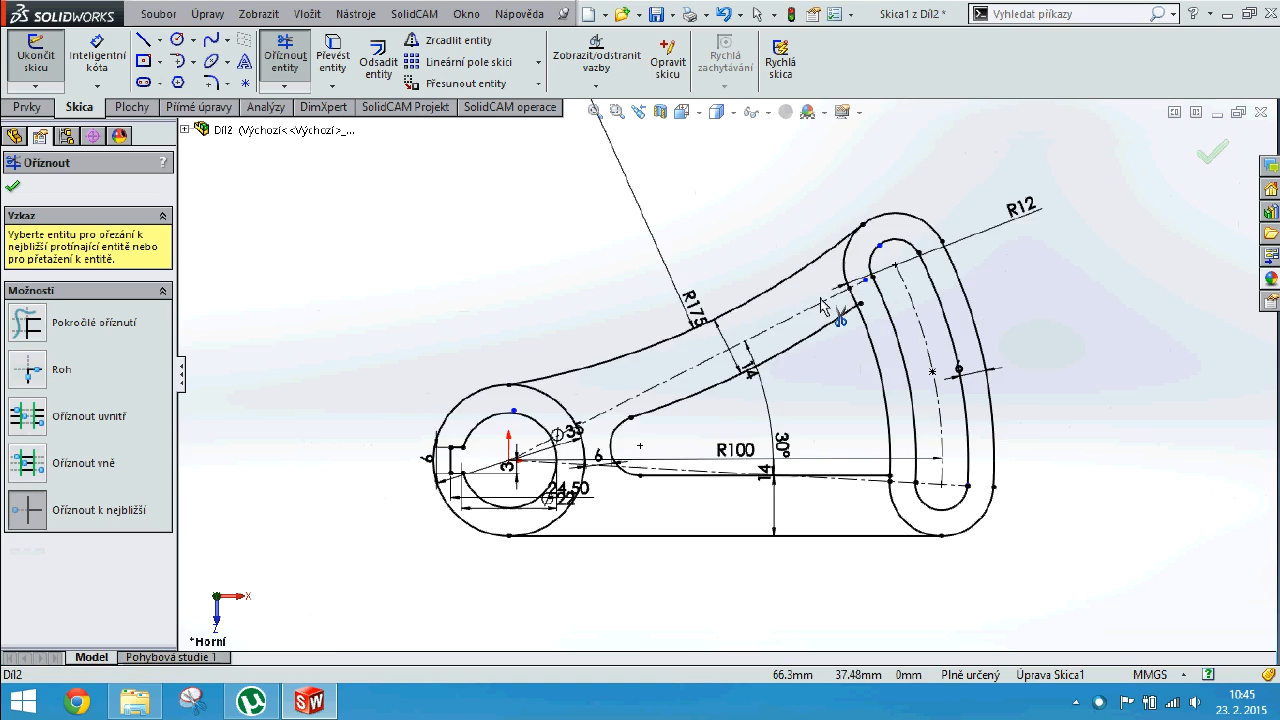 SOLIDWORKS
Soubor Úpravy Zobrazit Vložit Nástroje SolidCAM Okno Nápověda
Skica1 z Díl2 *
Vyhledat příkazy
Ukončit skicu
Inteligentní kóta
Oříznout entity
Převést entity
Odsadit entity
Zrcadlit entity
Lineární pole skici
Přesunout entity
Zobrazit/odstranit vazby
Opravit skicu
Rychlá zachytávání
Rychlá skica
Prvky Skica Plochy Přímé úpravy Analýzy DimXpert SolidCAM Projekt SolidCAM operace
Díl2 (Výchozí<<Výchozí>_...
Oříznout ?
Vzkaz
Vyberte entitu pro ořezání k
nejbližší protínající entitě nebo
pro přetažení k entitě.
Možnosti
Pokročilé oříznutí
Roh
Oříznout uvnitř
Oříznout vně
Oříznout k nejbližší
R12
R175
14
6
Ø35
30°
R100
6
6
3
14
24,50
X
Z
*Horní
Model Pohybová studie 1
Díl2
66.3mm 37.48mm 0mm Plně určený Úprava Skica1 MMGS
10:45
23. 2. 2015